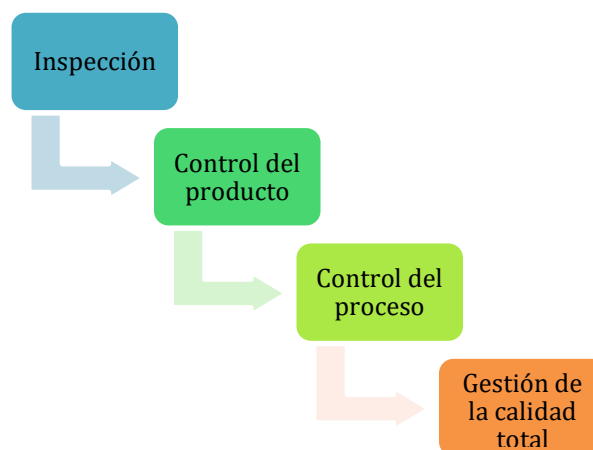 Inspección
Control del
producto
Control del
proceso
Gestión de
la calidad
total